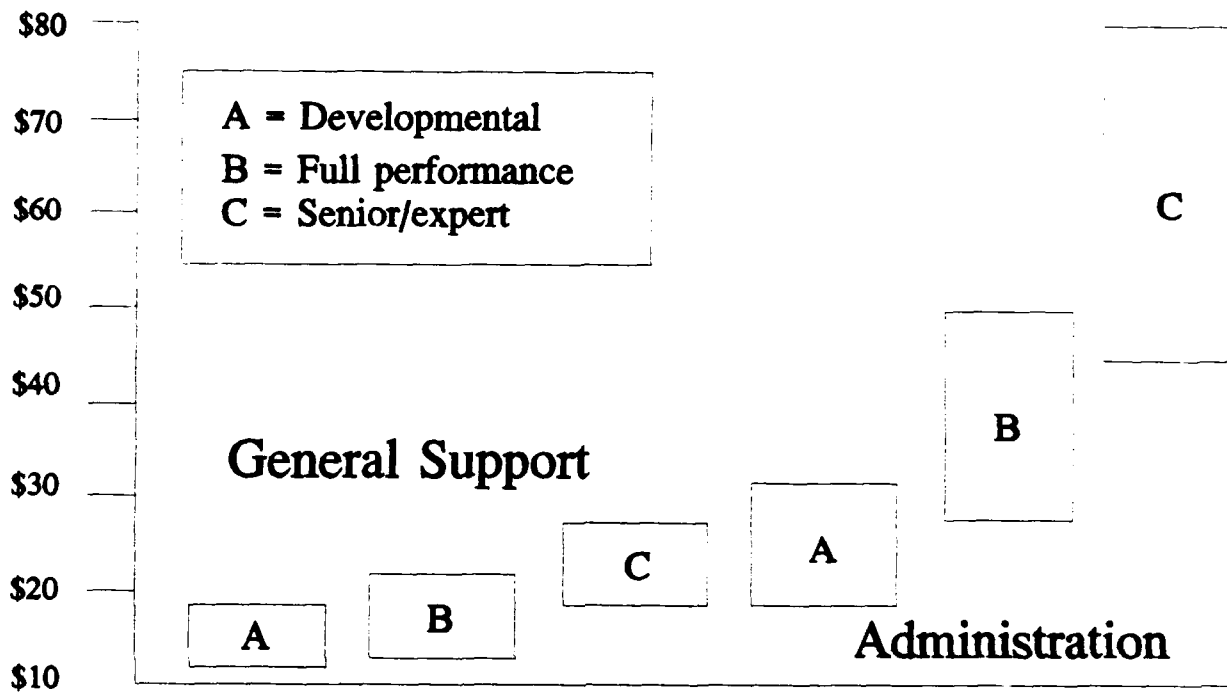 $80
$70
$60
$50
$40
$30
$20
$10
A = Developmental
B = Full performance
C = Senior/expert
General Support
A
B
C
A
B
C
Administration